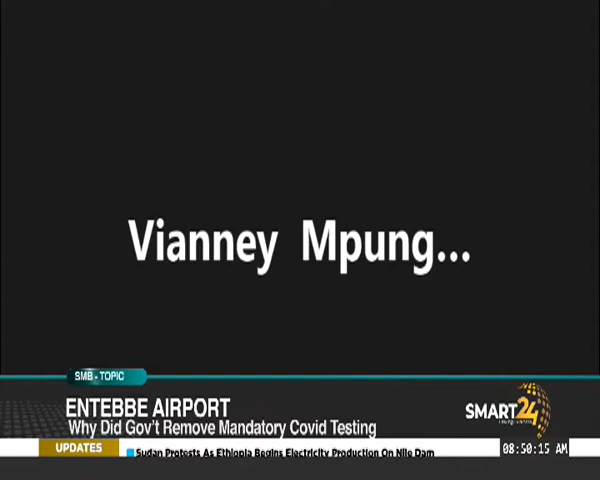 Vianney Mpung...
SMB - TOPIC
ENTEBBE AIRPORT
Why Did Gov't Remove Mandatory Covid Testing
SMART24
UPDATES
Sudan Protests As Ethiopia Begins Electricity Production On Nile Dam
08:50:15 AM